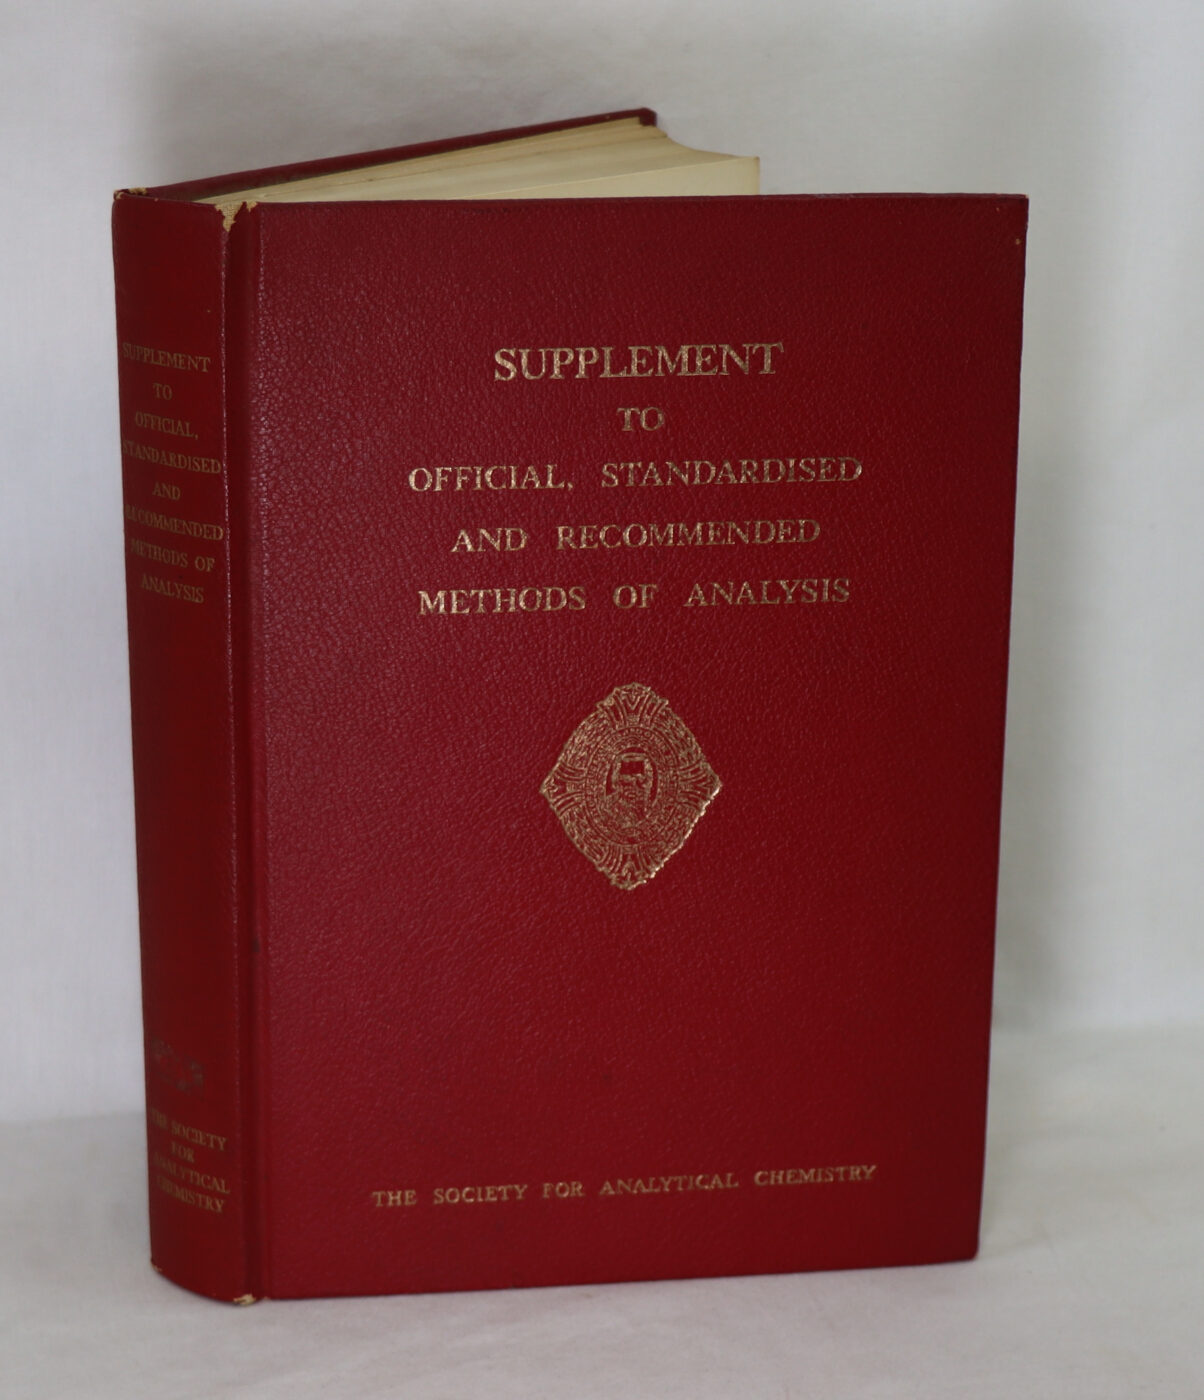 SUPPLEMENT
TO
OFFICIAL,
STANDARDISED
AND
RECOMMENDED
METHODS OF
ANALYSIS
THE SOCIETY
FOR
ANALYTICAL
CHEMISTRY
SUPPLEMENT
TO
OFFICIAL, STANDARDISED
AND RECOMMENDED
METHODS OF ANALYSIS
THE SOCIETY FOR ANALYTICAL CHEMISTRY